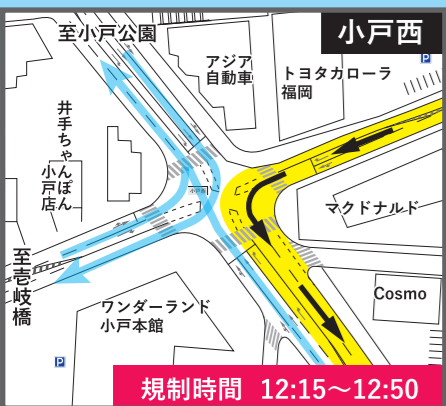 小戸西
至小戸公園
アジア
自動車
トヨタカローラ
福岡
P
井手ちゃんぽん
小戸店
小戸西
マクドナルド
至壱岐橋
Cosmo
ワンダーランド
小戸本館
P
規制時間 12:15〜12:50